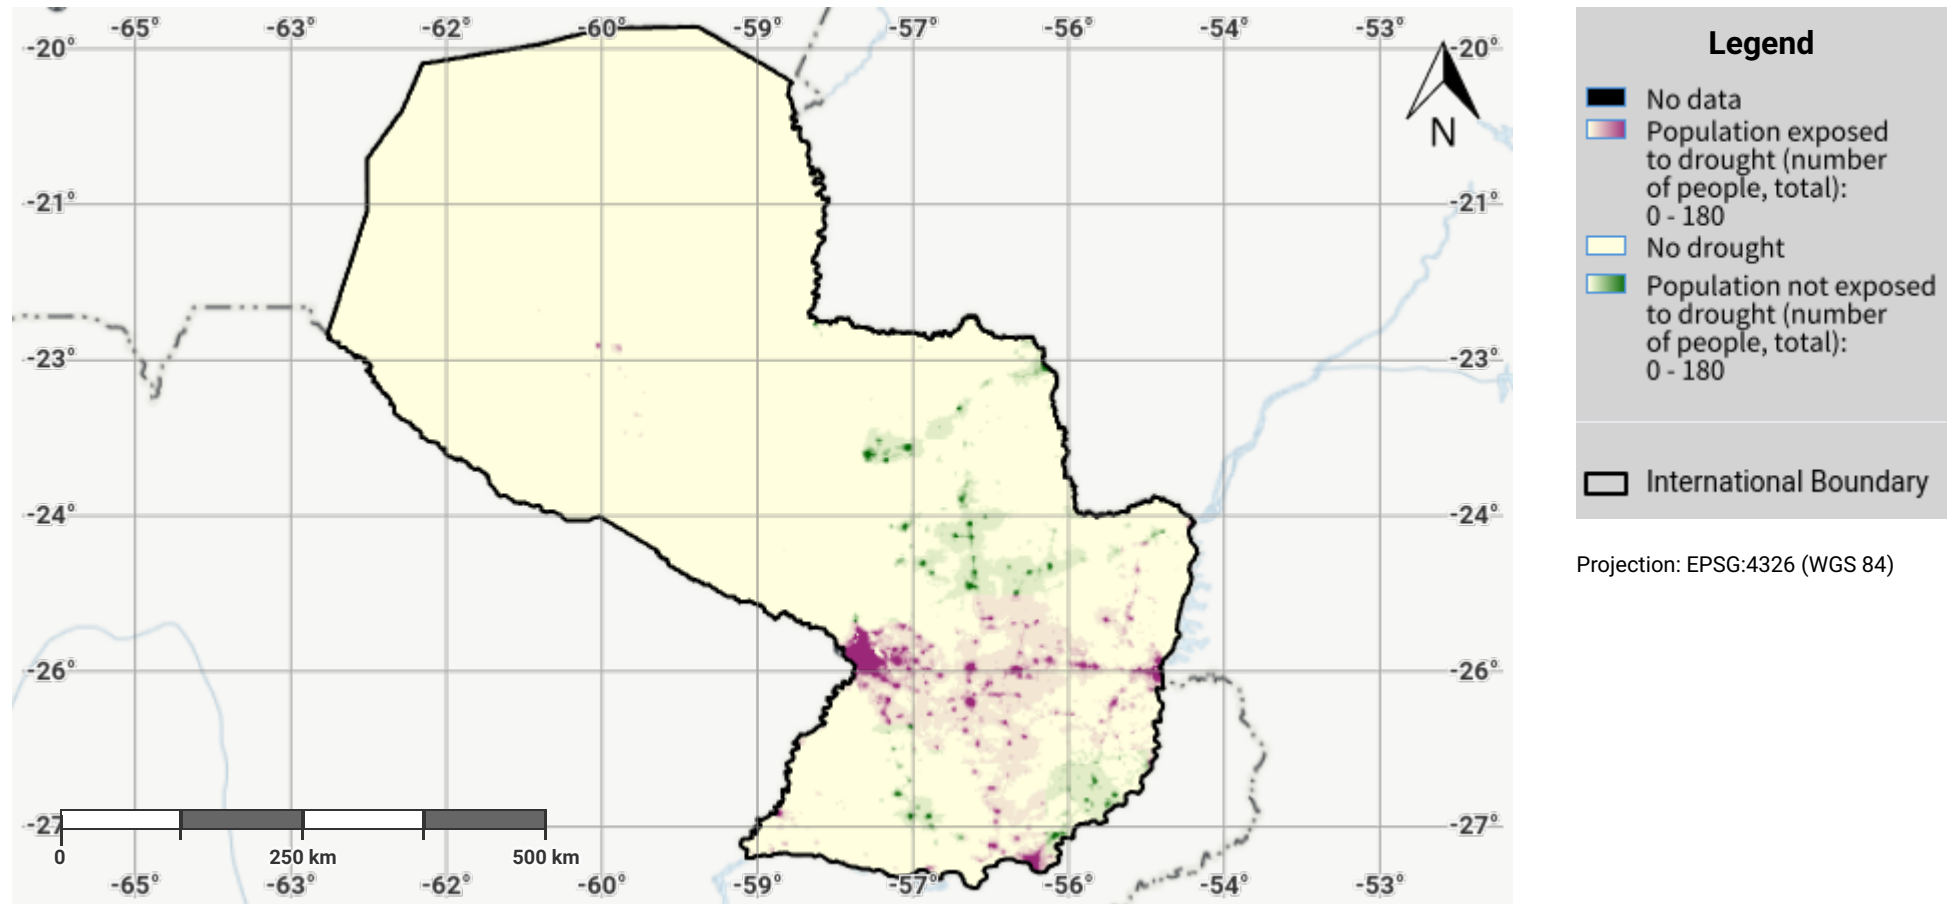 -65° -63° -62° -60° -59° -57° -56° -54° -53°
-20° -20°
N
-21° -21°
-23° -23°
-24° -24°
-26° -26°
-27 -27°
0 250 km 500 km
-65° -63° -62° -60° -59° -57° -56° -54° -53°
Legend
No data
Population exposed
to drought (number
of people, total):
0 - 180
No drought
Population not exposed
to drought (number
of people, total):
0 - 180
International Boundary
Projection: EPSG:4326 (WGS 84)